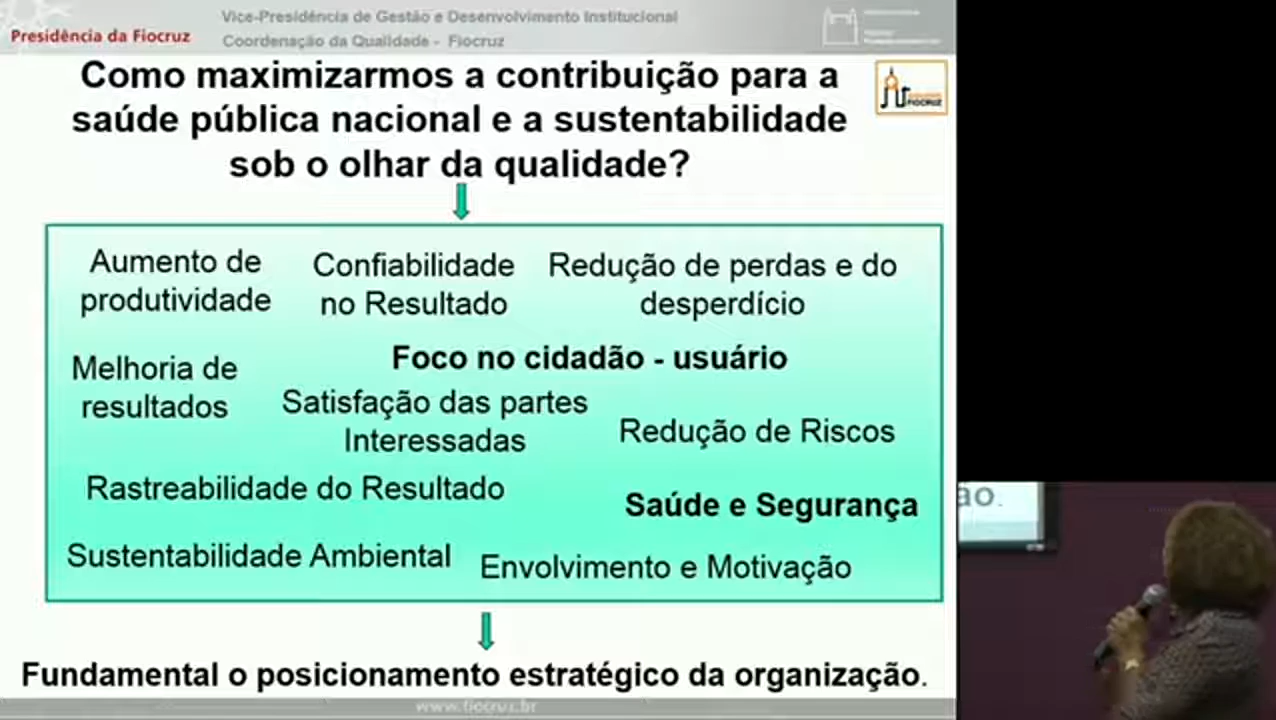 Vice-Presidência de Gestão e Desenvolvimento Institucional
Presidência da Fiocruz
Coordenação da Qualidade - Fiocruz
Como maximizarmos a contribuição para a
saúde pública nacional e a sustentabilidade
sob o olhar da qualidade?
FIOCRUZ
Aumento de
produtividade
Confiabilidade
no Resultado
Redução de perdas e do
desperdício
Foco no cidadão - usuário
Melhoria de
resultados
Satisfação das partes
Interessadas
Redução de Riscos
Rastreabilidade do Resultado
Saúde e Segurança
Sustentabilidade Ambiental
Envolvimento e Motivação
Fundamental o posicionamento estratégico da organização.
www.fiocruz.br
ão.